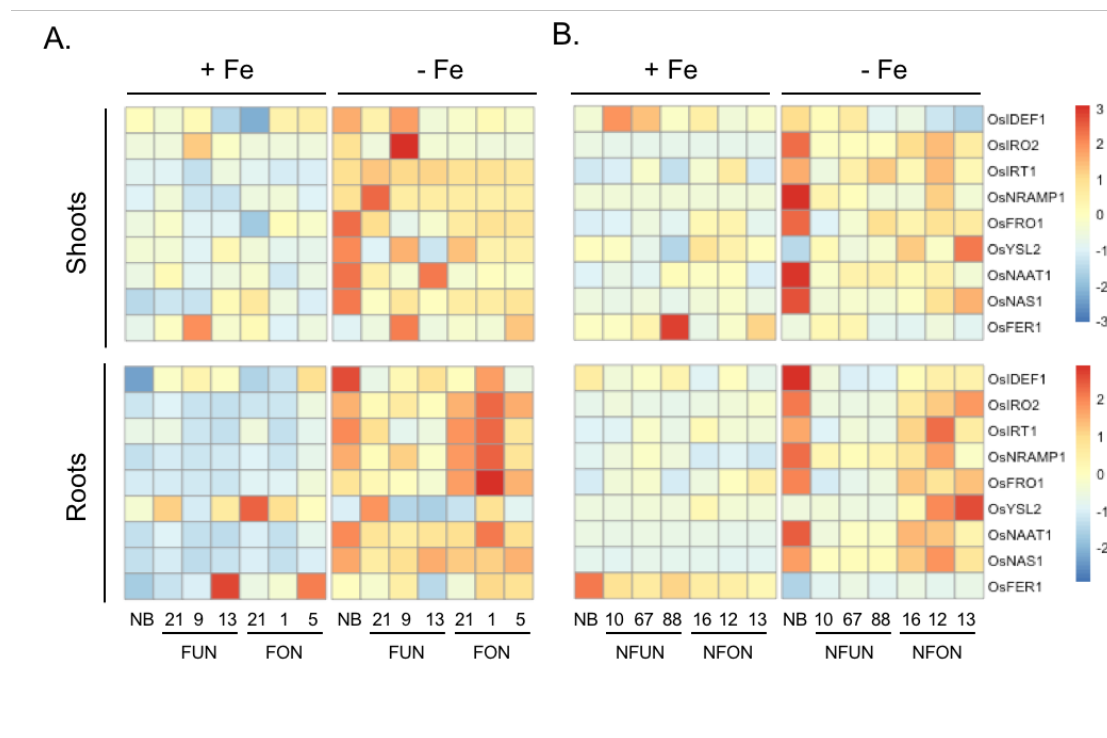 A.
B.
+ Fe
- Fe
+ Fe
- Fe
Shoots
OsIDEF1
OsIRO2
OsIRT1
OsNRAMP1
OsFRO1
OsYSL2
OsNAAT1
OsNAS1
OsFER1
3
2
1
0
-1
-2
-3
Roots
OsIDEF1
OsIRO2
OsIRT1
OsNRAMP1
OsFRO1
OsYSL2
OsNAAT1
OsNAS1
OsFER1
2
1
0
-1
-2
NB 21 9 13 21 1 5 NB 21 9 13 21 1 5 NB 10 67 88 16 12 13 NB 10 67 88 16 12 13
FUN FON FUN FON NFUN NFON NFUN NFON